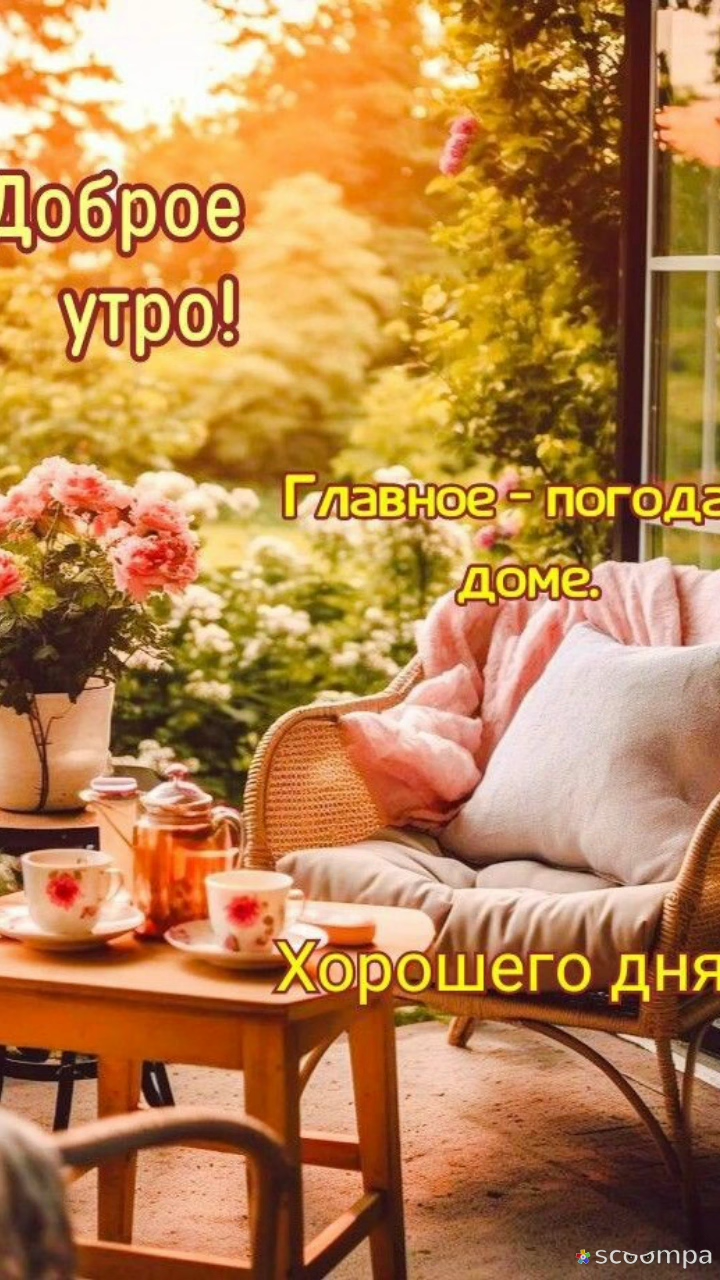 Доброе
утро!
Главное - погода
доме.
Хорошего дня
scoompa